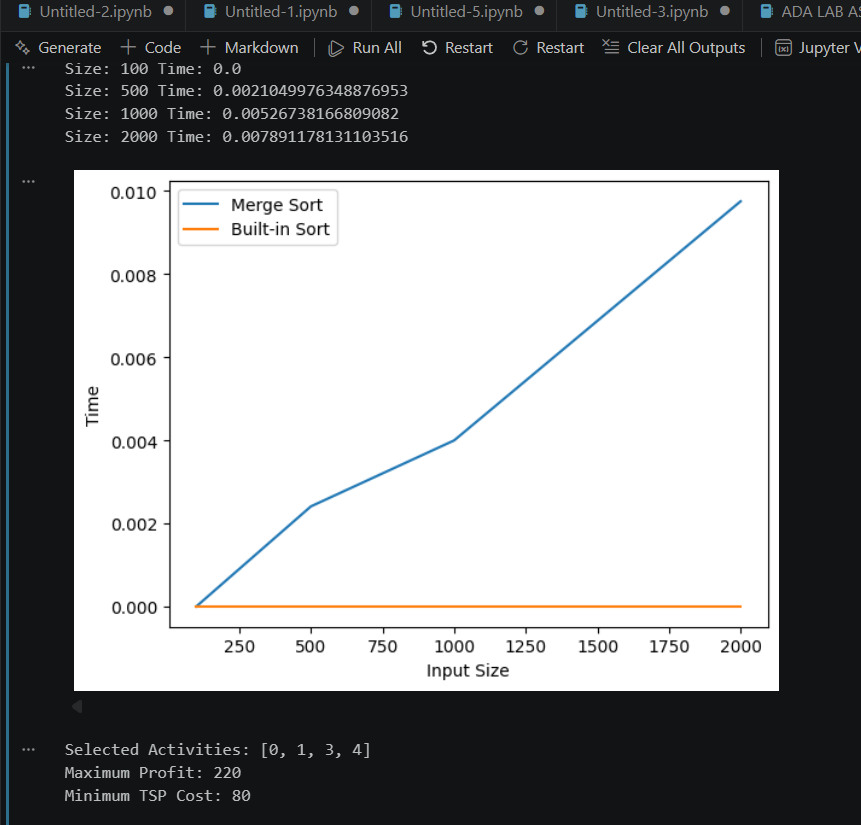 Untitled-2.ipynb Untitled-1.ipynb Untitled-5.ipynb Untitled-3.ipynb ADA LAB AS
Generate + Code + Markdown Run All Restart Restart Clear All Outputs Jupyter V
Size: 100 Time: 0.0
Size: 500 Time: 0.0021049976348876953
Size: 1000 Time: 0.00526738166809082
Size: 2000 Time: 0.007891178131103516
Merge Sort
Built-in Sort
0.010
0.008
0.006
0.004
0.002
0.000
Time
250 500 750 1000 1250 1500 1750 2000
Input Size
Selected Activities: [0, 1, 3, 4]
Maximum Profit: 220
Minimum TSP Cost: 80